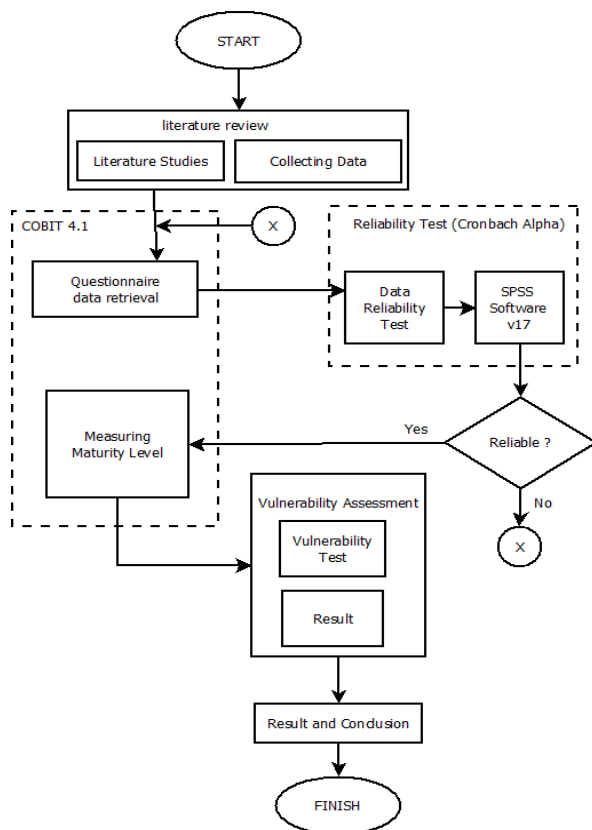 START
literature review
Literature Studies
Collecting Data
COBIT 4.1
X
Reliability Test (Cronbach Alpha)
Questionnaire
data retrieval
Data
Reliability
Test
SPSS
Software
v17
Measuring
Maturity Level
Yes
Reliable ?
No
X
Vulnerability Assessment
Vulnerability
Test
Result
Result and Conclusion
FINISH